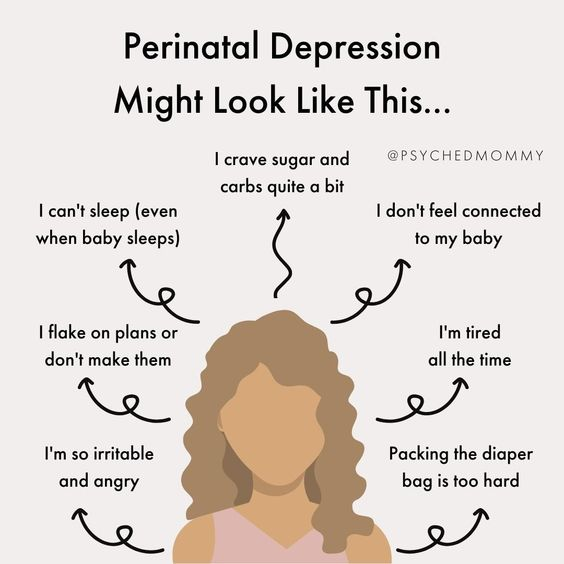 Perinatal Depression
Might Look Like This...
@PSYCHEDMOMMY
I crave sugar and
carbs quite a bit
I can't sleep (even
when baby sleeps)
I don't feel connected
to my baby
I flake on plans or
don't make them
I'm tired
all the time
I'm so irritable
and angry
Packing the diaper
bag is too hard